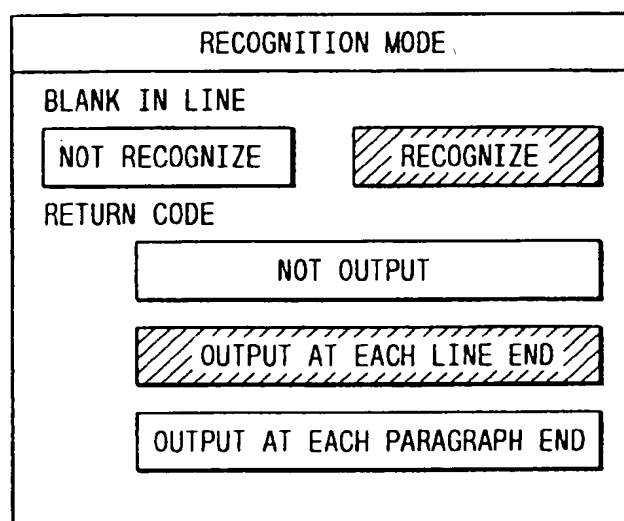 RECOGNITION MODE
BLANK IN LINE
NOT RECOGNIZE RECOGNIZE
RETURN CODE
NOT OUTPUT
OUTPUT AT EACH LINE END
OUTPUT AT EACH PARAGRAPH END